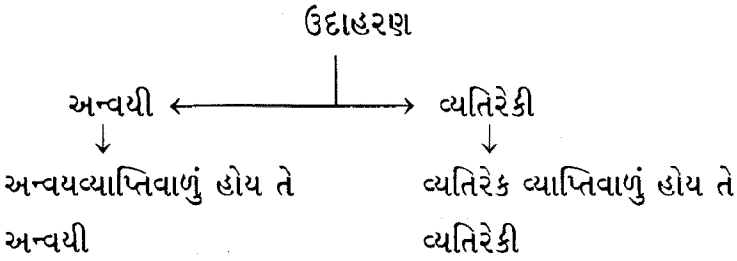 ઉદાહરણ
અન્વયી વ્યતિરેકી
અન્વયવ્યાપ્તિવાળું હોય તે વ્યતિરેક વ્યાપ્તિવાળું હોય તે
અન્વયી વ્યતિરેકી